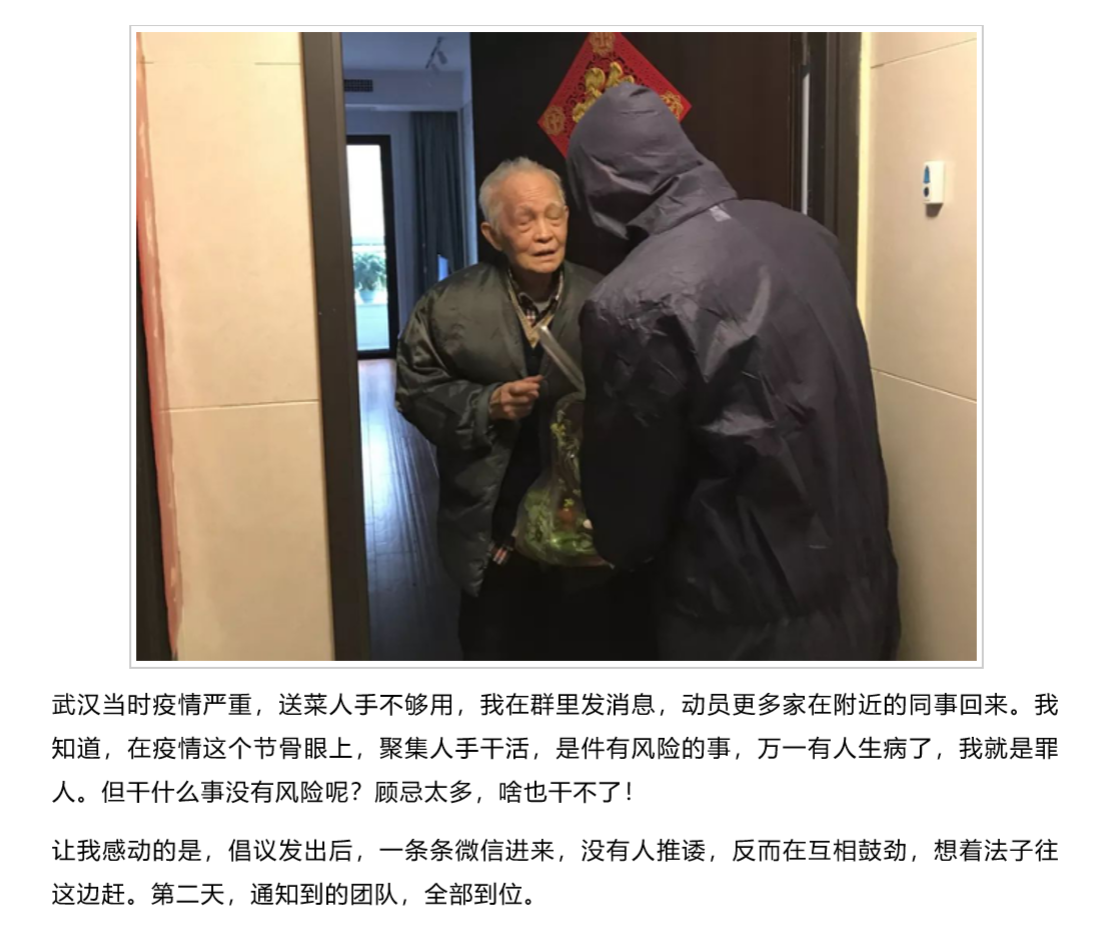 武汉当时疫情严重，送菜人手不够用，我在群里发消息，动员更多家在附近的同事回来。我
知道，在疫情这个节骨眼上，聚集人手干活，是件有风险的事，万一有人生病了，我就是罪
人。但干什么事没有风险呢？顾忌太多，啥也干不了！
让我感动的是，倡议发出后，一条条微信进来，没有人推诿，反而在互相鼓劲，想着法子往
这边赶。第二天，通知到的团队，全部到位。